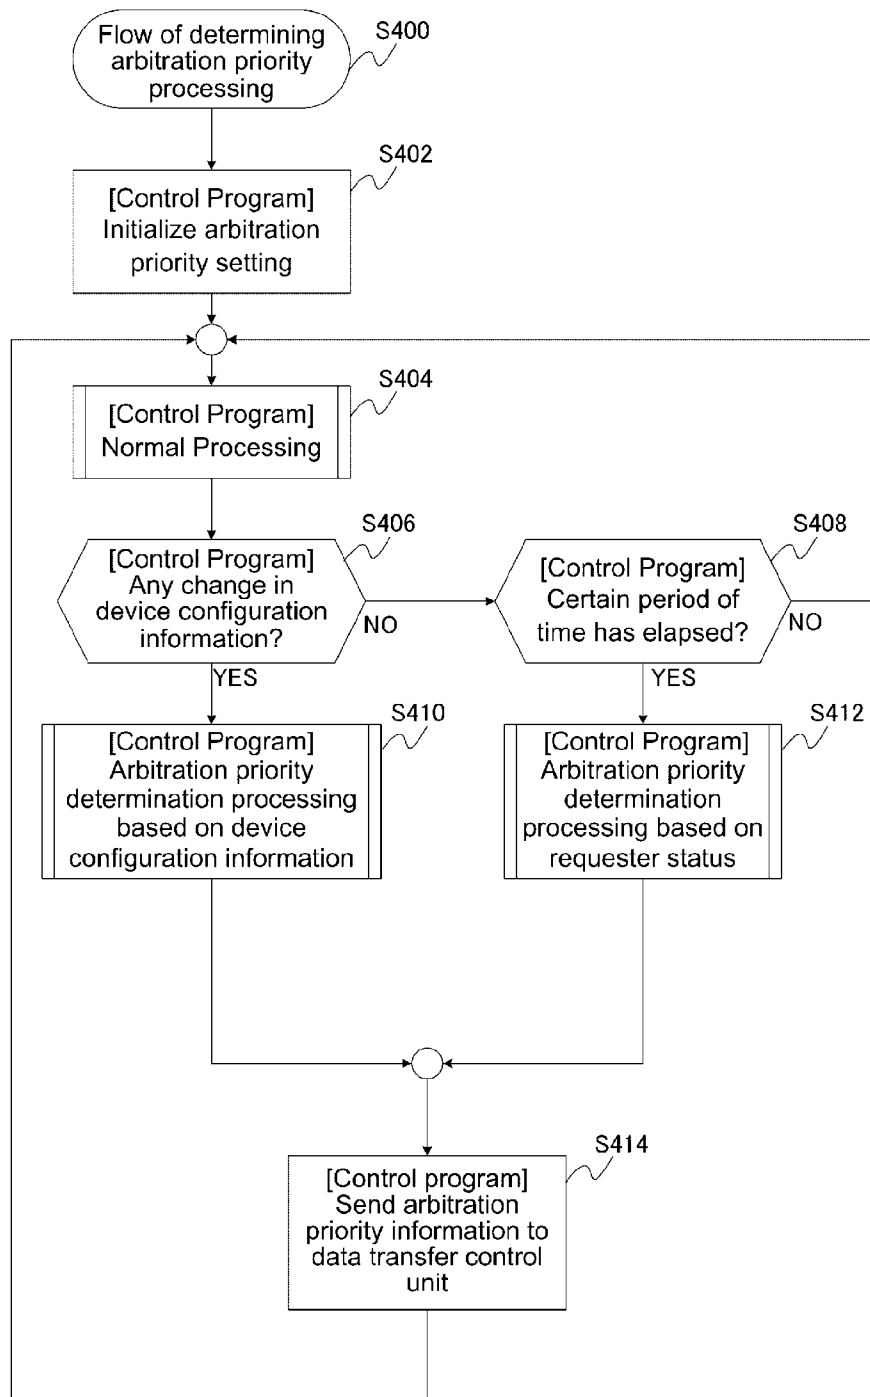 Flow of determining
arbitration priority
processing
S400
S402
[Control Program]
Initialize arbitration
priority setting
S404
[Control Program]
Normal Processing
S406
[Control Program]
Any change in
device configuration
information?
NO
YES
S408
[Control Program]
Certain period of
time has elapsed?
NO
YES
S410
[Control Program]
Arbitration priority
determination processing
based on device
configuration information
S412
[Control Program]
Arbitration priority
determination
processing based on
requester status
S414
[Control program]
Send arbitration
priority information to
data transfer control
unit